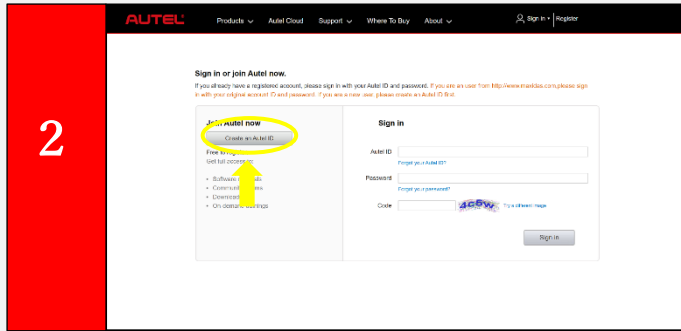 2
AUTEL
Products
Autel Cloud
Support
Where To Buy
About
Sign in
Register
Sign in or join Autel now.
If you already have a registered account, please sign in with your Autel ID and password. If you are an user from http://www.maxidas.com,please sign
in with your original account ID and password. If you are a new user, please create an Autel ID first.
Join Autel now
Create an Autel ID
Free to
Get full access to:
Software
Download
On demand
Sign in
Autel ID
Forgot your Autel ID?
Password
Forgot your password?
Code
Try a different image
Sign in